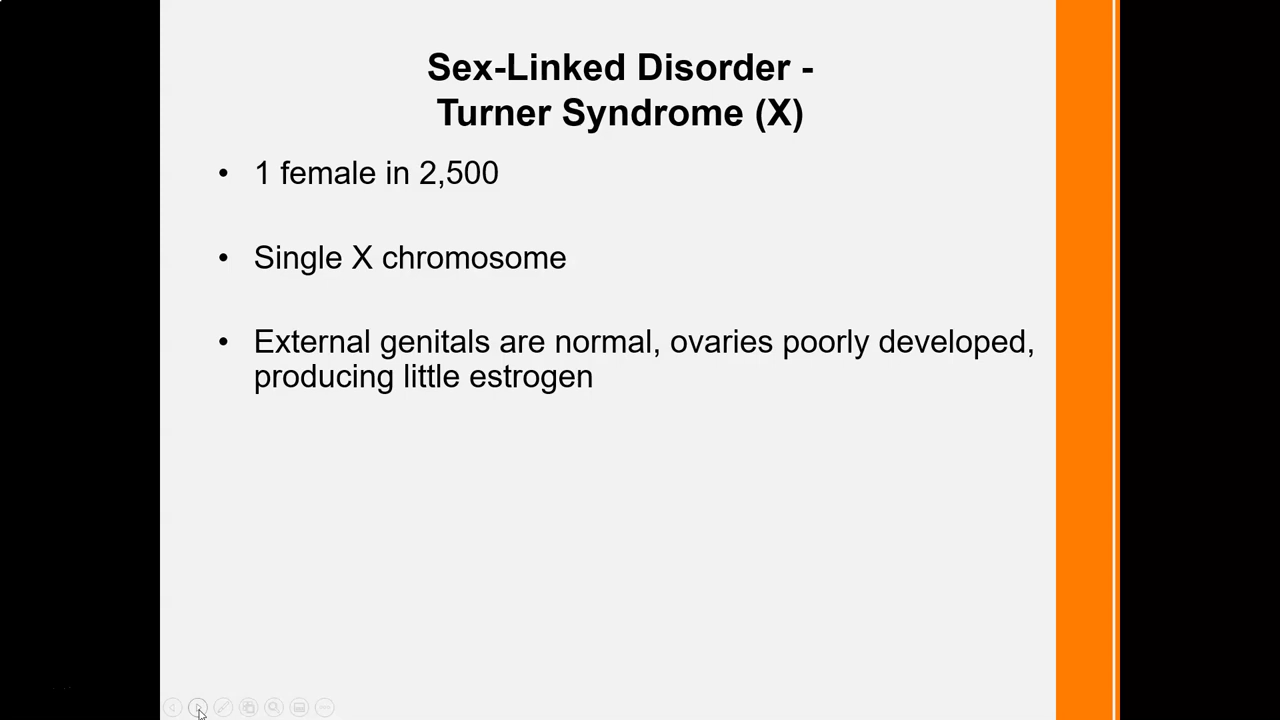 Sex-Linked Disorder -
Turner Syndrome (X)
• 1 female in 2,500
• Single X chromosome
• External genitals are normal, ovaries poorly developed,
producing little estrogen